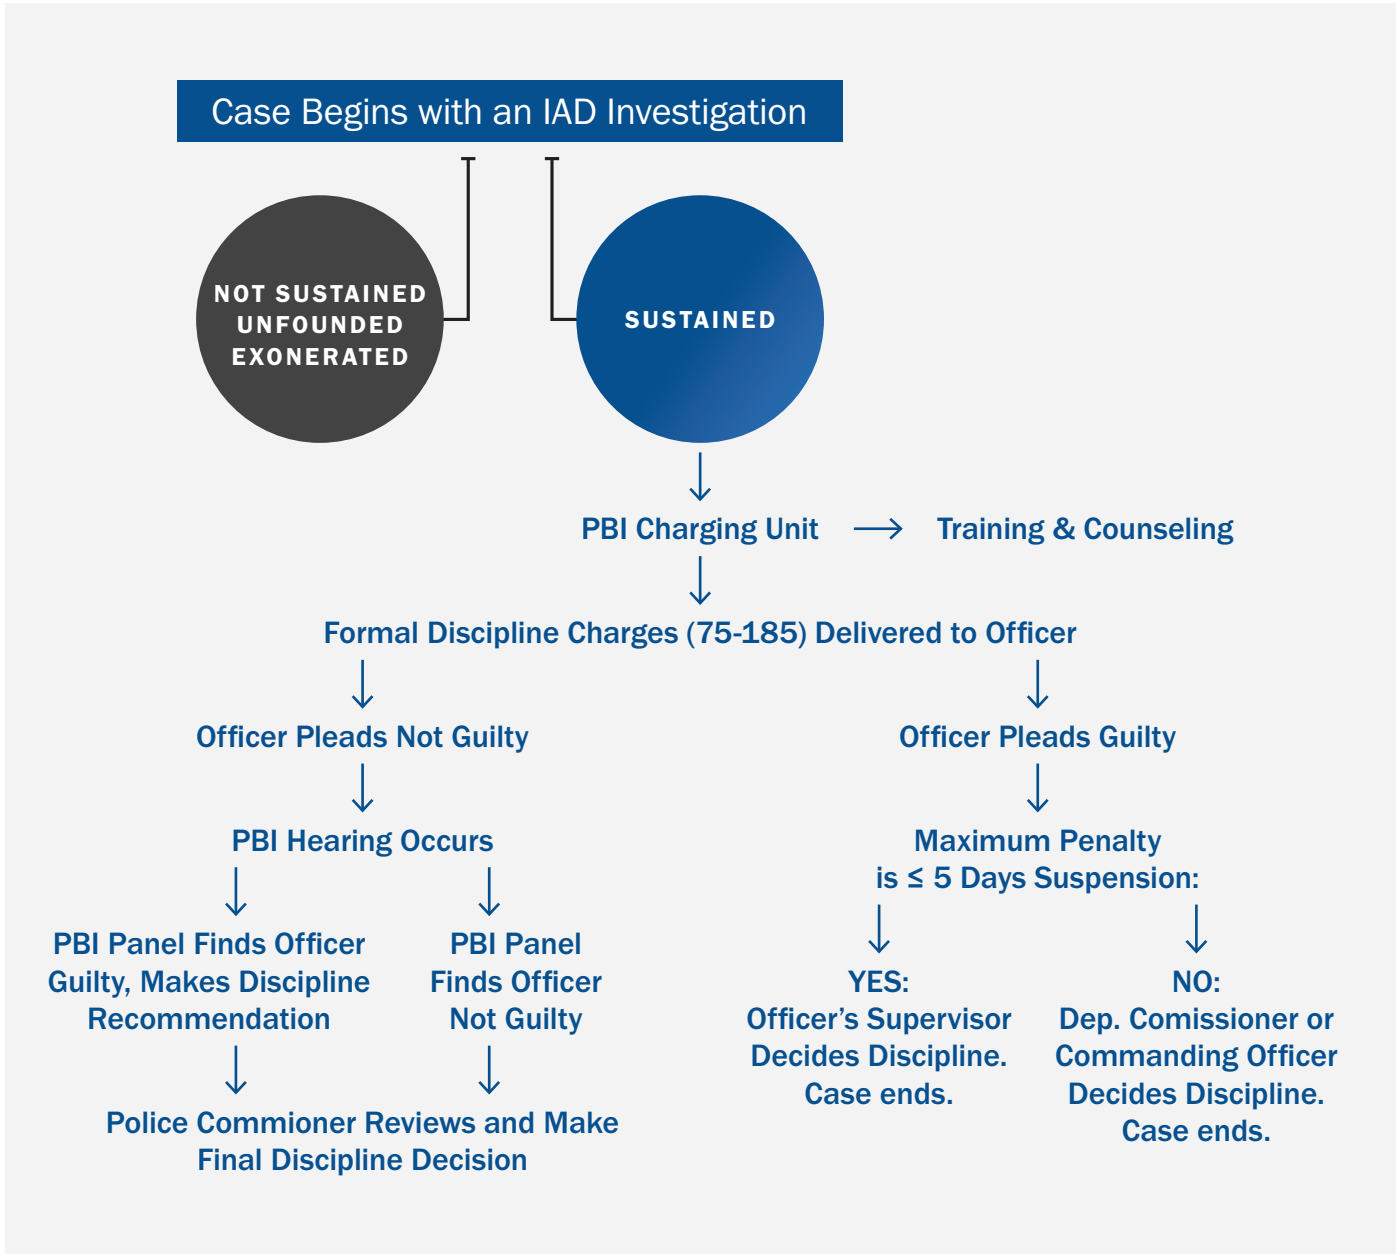 Case Begins with an IAD Investigation
NOT SUSTAINED
UNFOUNDED
EXONERATED
SUSTAINED
PBI Charging Unit
Training & Counseling
Formal Discipline Charges (75-185) Delivered to Officer
Officer Pleads Not Guilty
Officer Pleads Guilty
PBI Hearing Occurs
Maximum Penalty
is ≤ 5 Days Suspension:
PBI Panel Finds Officer
Guilty, Makes Discipline
Recommendation
PBI Panel
Finds Officer
Not Guilty
YES:
Officer’s Supervisor
Decides Discipline.
Case ends.
NO:
Dep. Comissioner or
Commanding Officer
Decides Discipline.
Case ends.
Police Commioner Reviews and Make
Final Discipline Decision